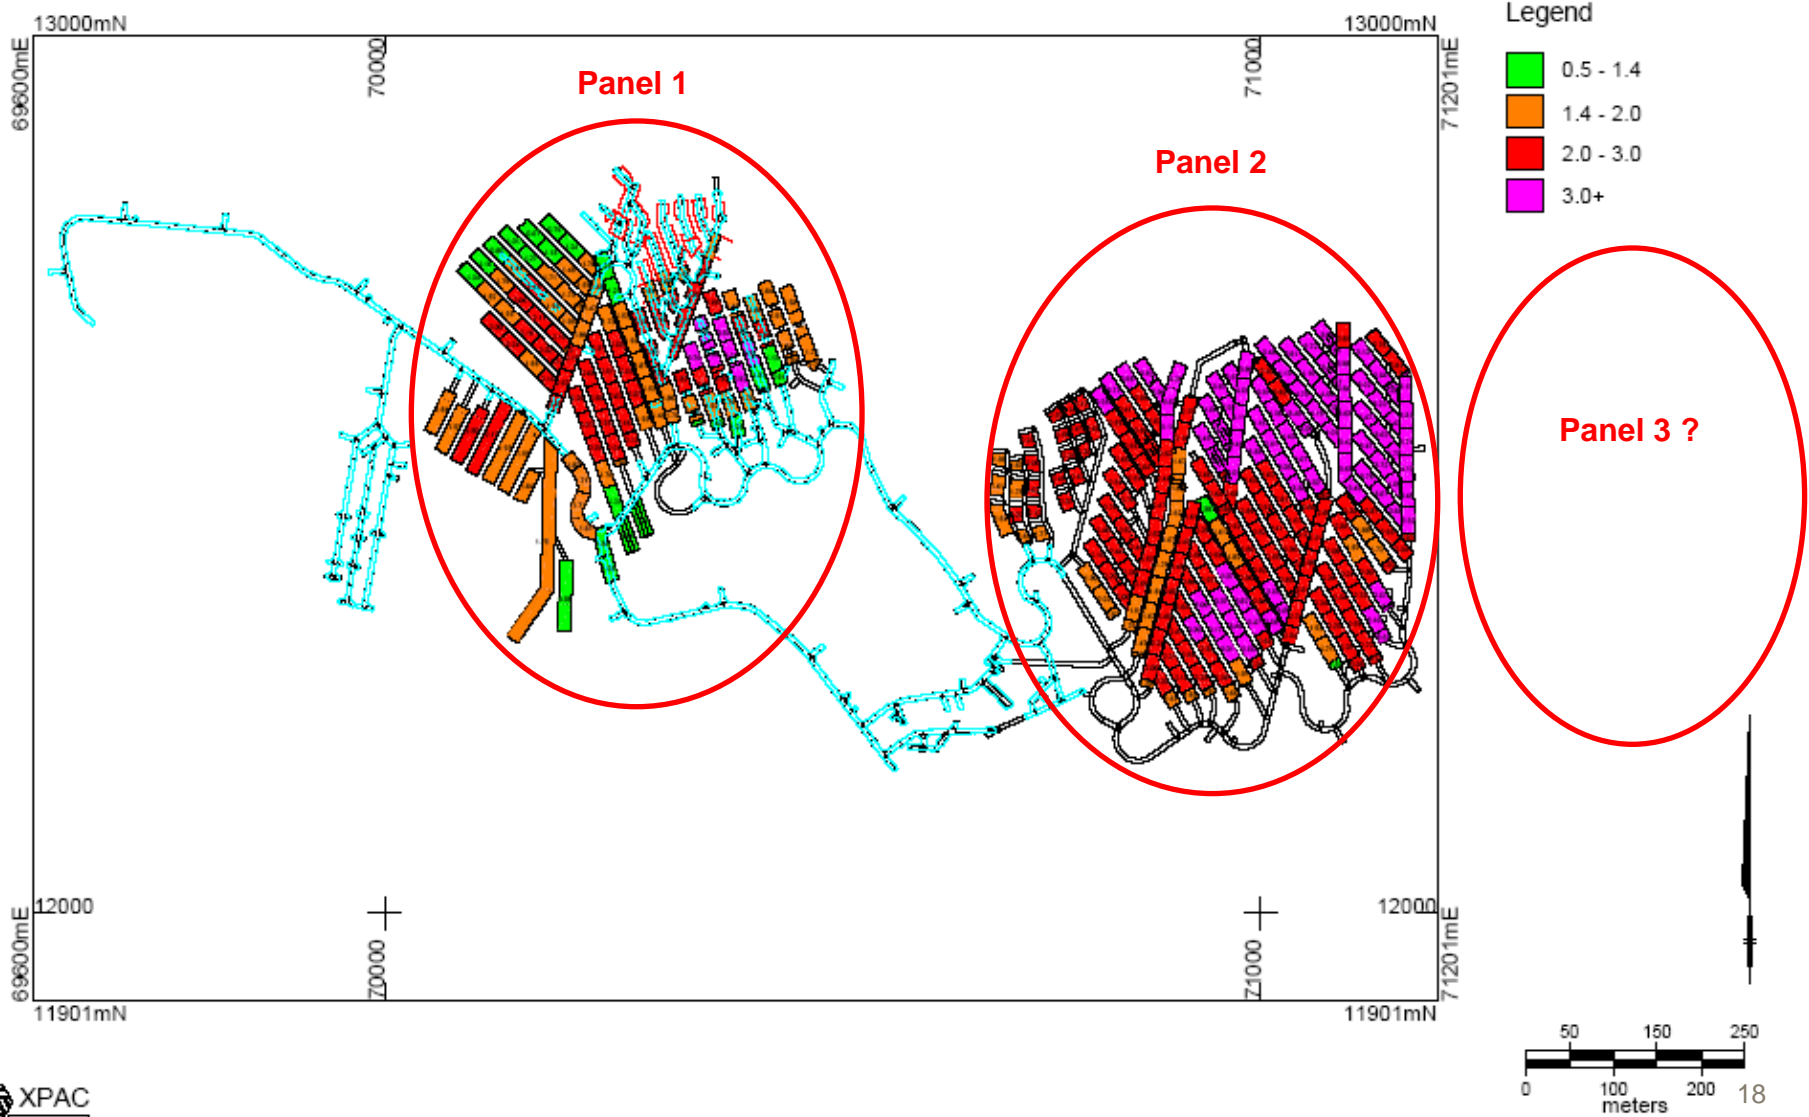 Legend
13000mN
13000mN
69600mE
70000
71000
71201mE
0.5 - 1.4
1.4 - 2.0
2.0 - 3.0
3.0+
Panel 1
Panel 2
Panel 3 ?
12000
12000
69600mE
70000
71000
71201mE
11901mN
11901mN
50 150 250
0 100 200
meters
18
XPAC